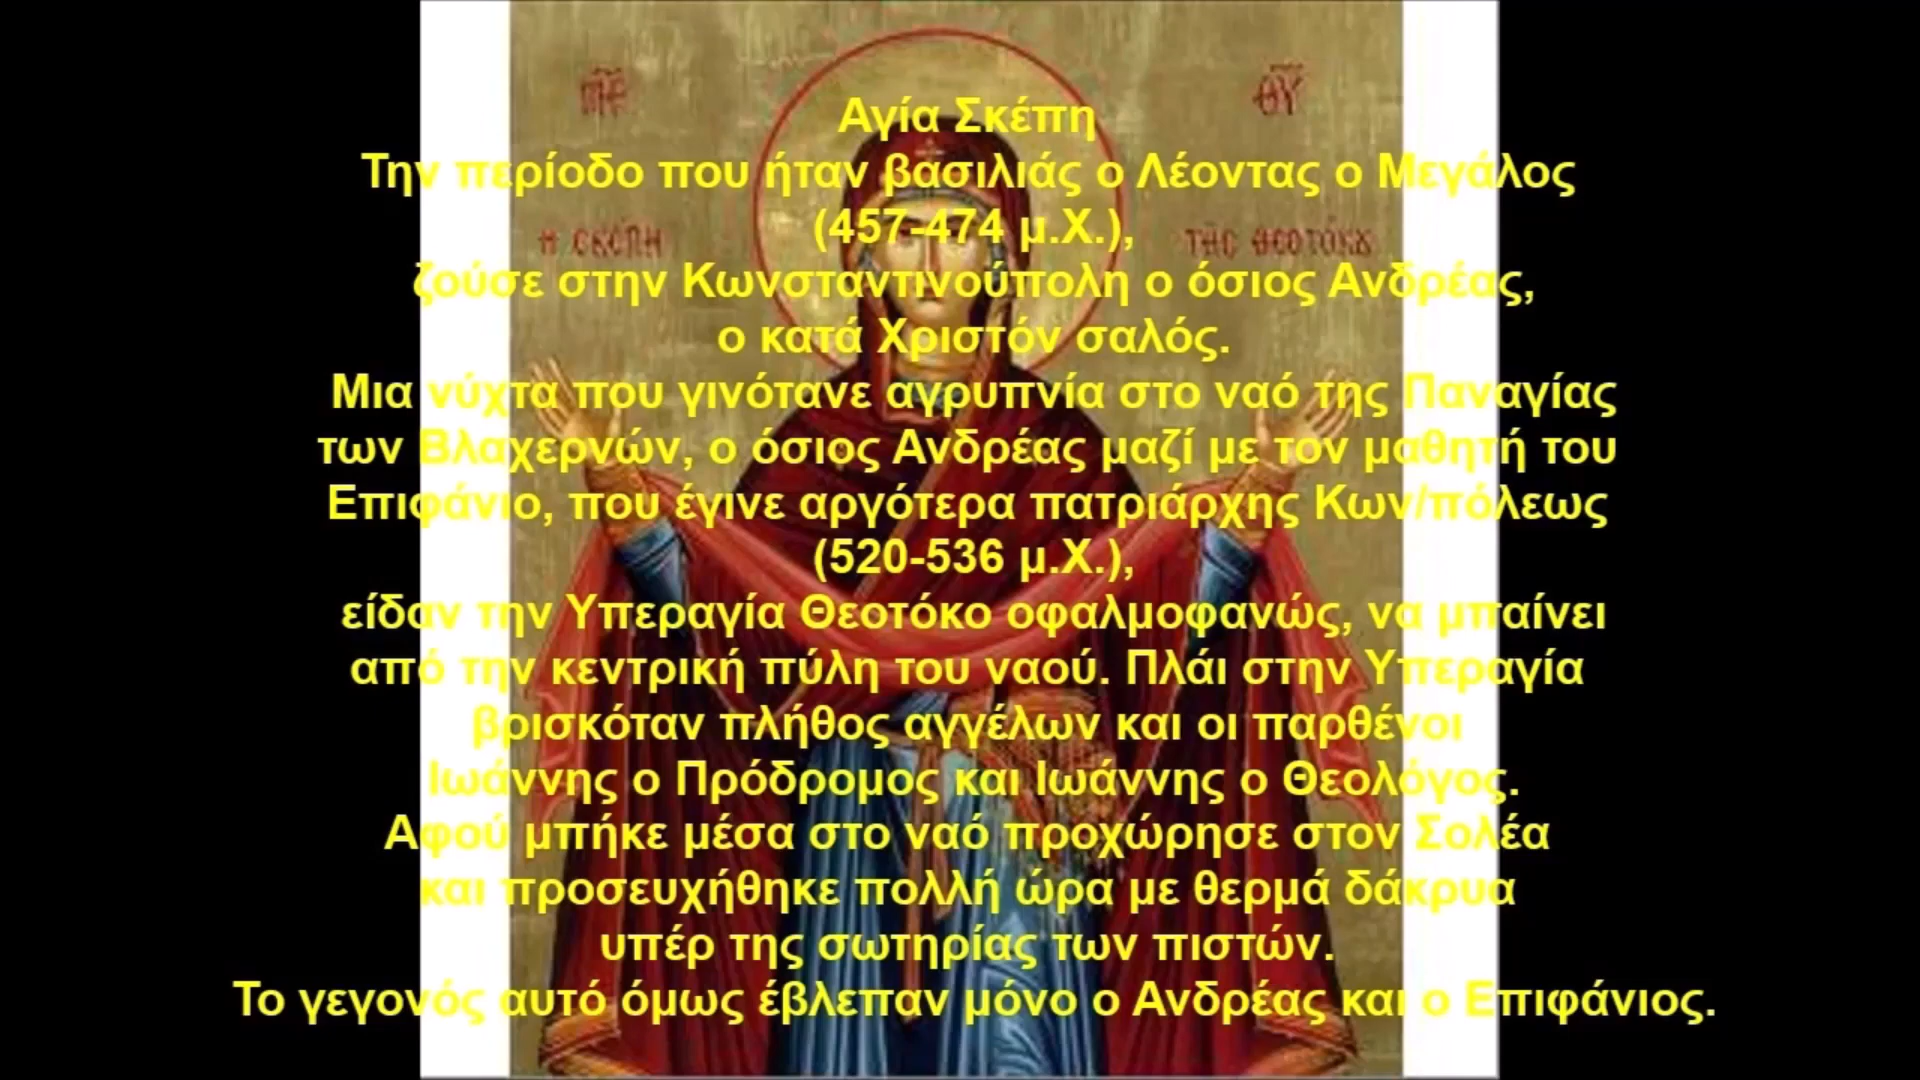 ΜΡ ΘΥ
Αγία Σκέπη
Την περίοδο που ήταν βασιλιάς ο Λέοντας ο Μεγάλος
(457-474 μ.Χ.),
Η ΣΚΕΠΗ ΤΗΣ ΘΕΟΤΟΚΟΥ
ζούσε στην Κωνσταντινούπολη ο όσιος Ανδρέας,
ο κατά Χριστόν σαλός.
Μια νύχτα που γινότανε αγρυπνία στο ναό της Παναγίας
των Βλαχερνών, ο όσιος Ανδρέας μαζί με τον μαθητή του
Επιφάνιο, που έγινε αργότερα πατριάρχης Κων/πόλεως
(520-536 μ.Χ.),
είδαν την Υπεραγία Θεοτόκο οφαλμοφανώς, να μπαίνει
από την κεντρική πύλη του ναού. Πλάι στην Υπεραγία
βρισκόταν πλήθος αγγέλων και οι παρθένοι
Ιωάννης ο Πρόδρομος και Ιωάννης ο Θεολόγος.
Αφού μπήκε μέσα στο ναό προχώρησε στον Σολέα
και προσευχήθηκε πολλή ώρα με θερμά δάκρυα
υπέρ της σωτηρίας των πιστών.
Το γεγονός αυτό όμως έβλεπαν μόνο ο Ανδρέας και ο Επιφάνιος.